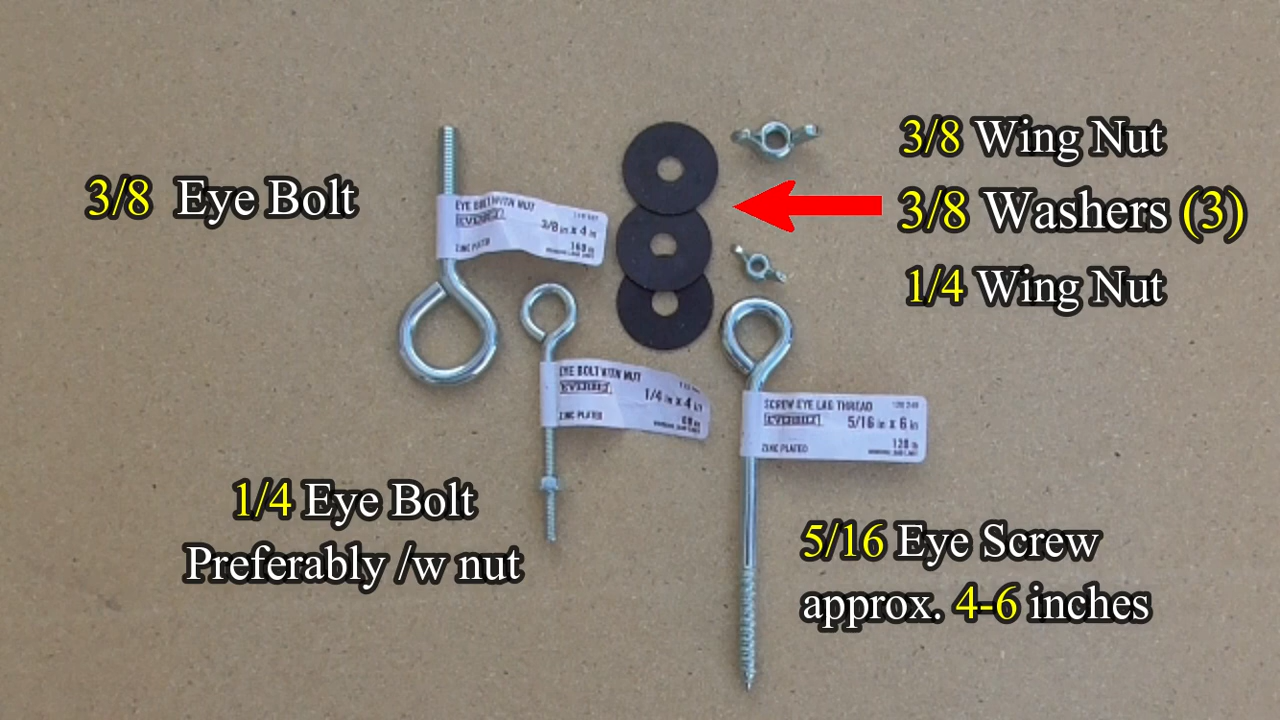 3/8 Eye Bolt
3/8 Wing Nut
3/8 Washers (3)
1/4 Wing Nut
EYE BOLT WITH NUT
EVERBILT
3/8 in x 4 in
ZINC PLATED
EYE BOLT WITH NUT
EVERBILT
1/4 in x 4 in
ZINC PLATED
SCREW EYE LAG THREAD
EVERBILT
5/16 in x 6 in
ZINC PLATED
1/4 Eye Bolt
Preferably /w nut
5/16 Eye Screw
approx. 4-6 inches